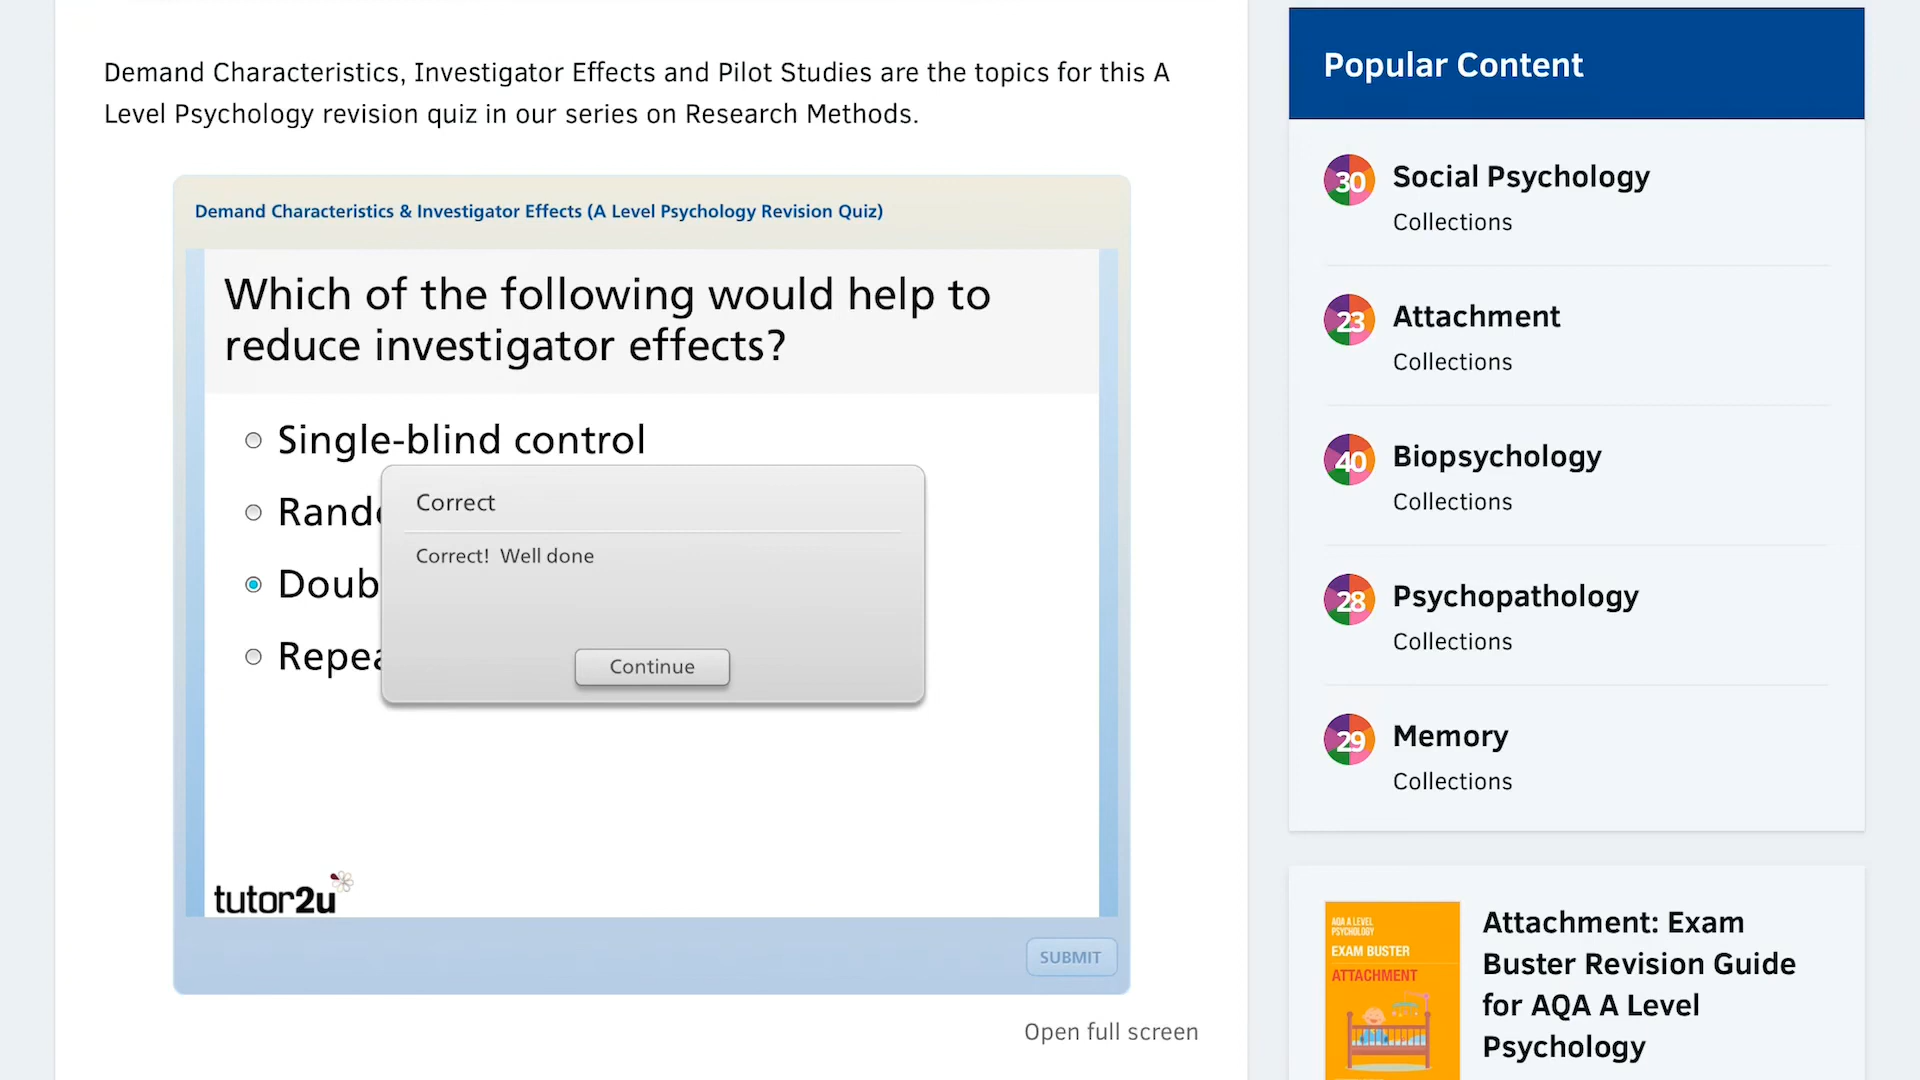 Demand Characteristics, Investigator Effects and Pilot Studies are the topics for this A
Level Psychology revision quiz in our series on Research Methods.
Demand Characteristics & Investigator Effects (A Level Psychology Revision Quiz)
Which of the following would help to
reduce investigator effects?
Single-blind control
Correct
Correct! Well done
Continue
tutor2u
SUBMIT
Open full screen
Popular Content
30
Social Psychology
Collections
23
Attachment
Collections
40
Biopsychology
Collections
28
Psychopathology
Collections
29
Memory
Collections
AQA A LEVEL
PSYCHOLOGY
EXAM BUSTER
ATTACHMENT
Attachment: Exam
Buster Revision Guide
for AQA A Level
Psychology